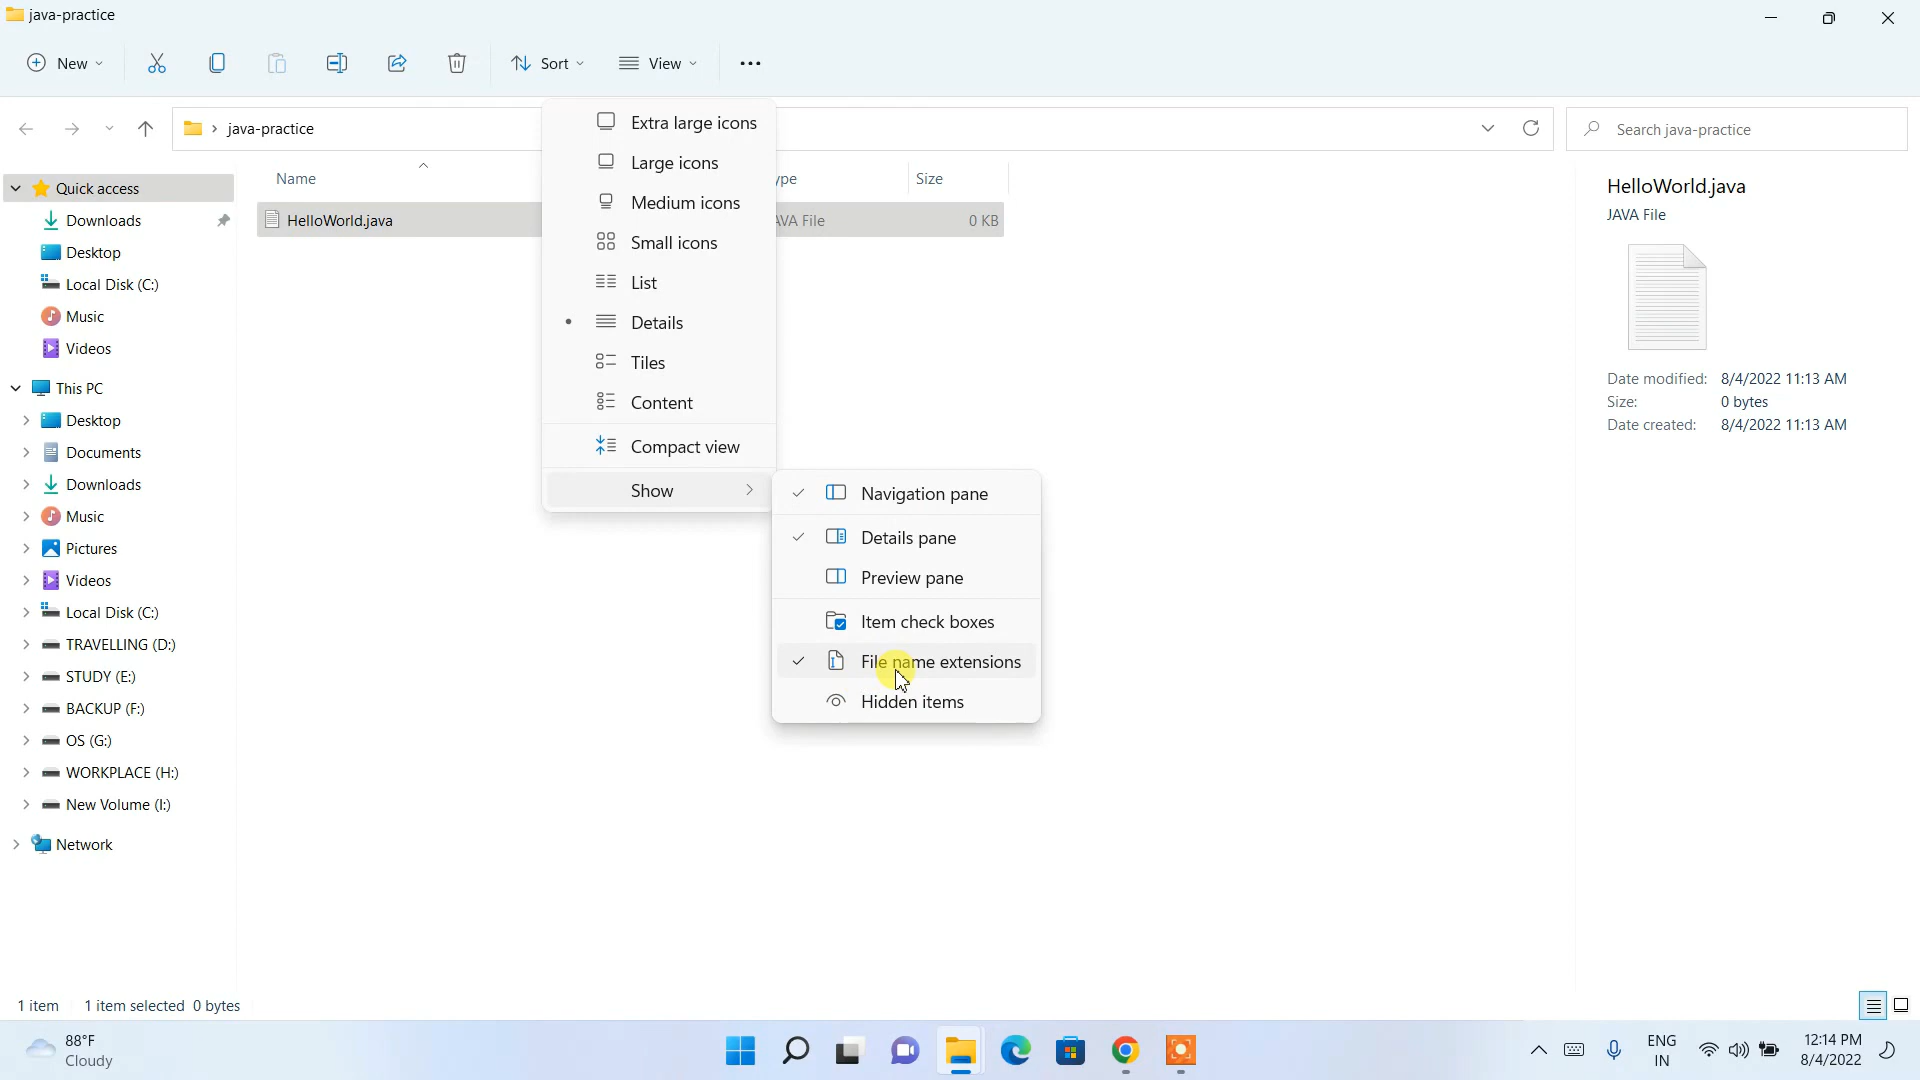 java-practice
New
Sort
View
java-practice
Search java-practice
Name
ype
Size
HelloWorld.java
AVA File
0 KB
Quick access
Downloads
Desktop
Local Disk (C:)
Music
Videos
This PC
Desktop
Documents
Downloads
Music
Pictures
Videos
Local Disk (C:)
TRAVELLING (D:)
STUDY (E:)
BACKUP (F:)
OS (G:)
WORKPLACE (H:)
New Volume (I:)
Network
Extra large icons
Large icons
Medium icons
Small icons
List
Details
Tiles
Content
Compact view
Show
Navigation pane
Details pane
Preview pane
Item check boxes
File name extensions
Hidden items
HelloWorld.java
JAVA File
Date modified: 8/4/2022 11:13 AM
Size: 0 bytes
Date created: 8/4/2022 11:13 AM
1 item 1 item selected 0 bytes
88°F
Cloudy
ENG
IN
12:14 PM
8/4/2022